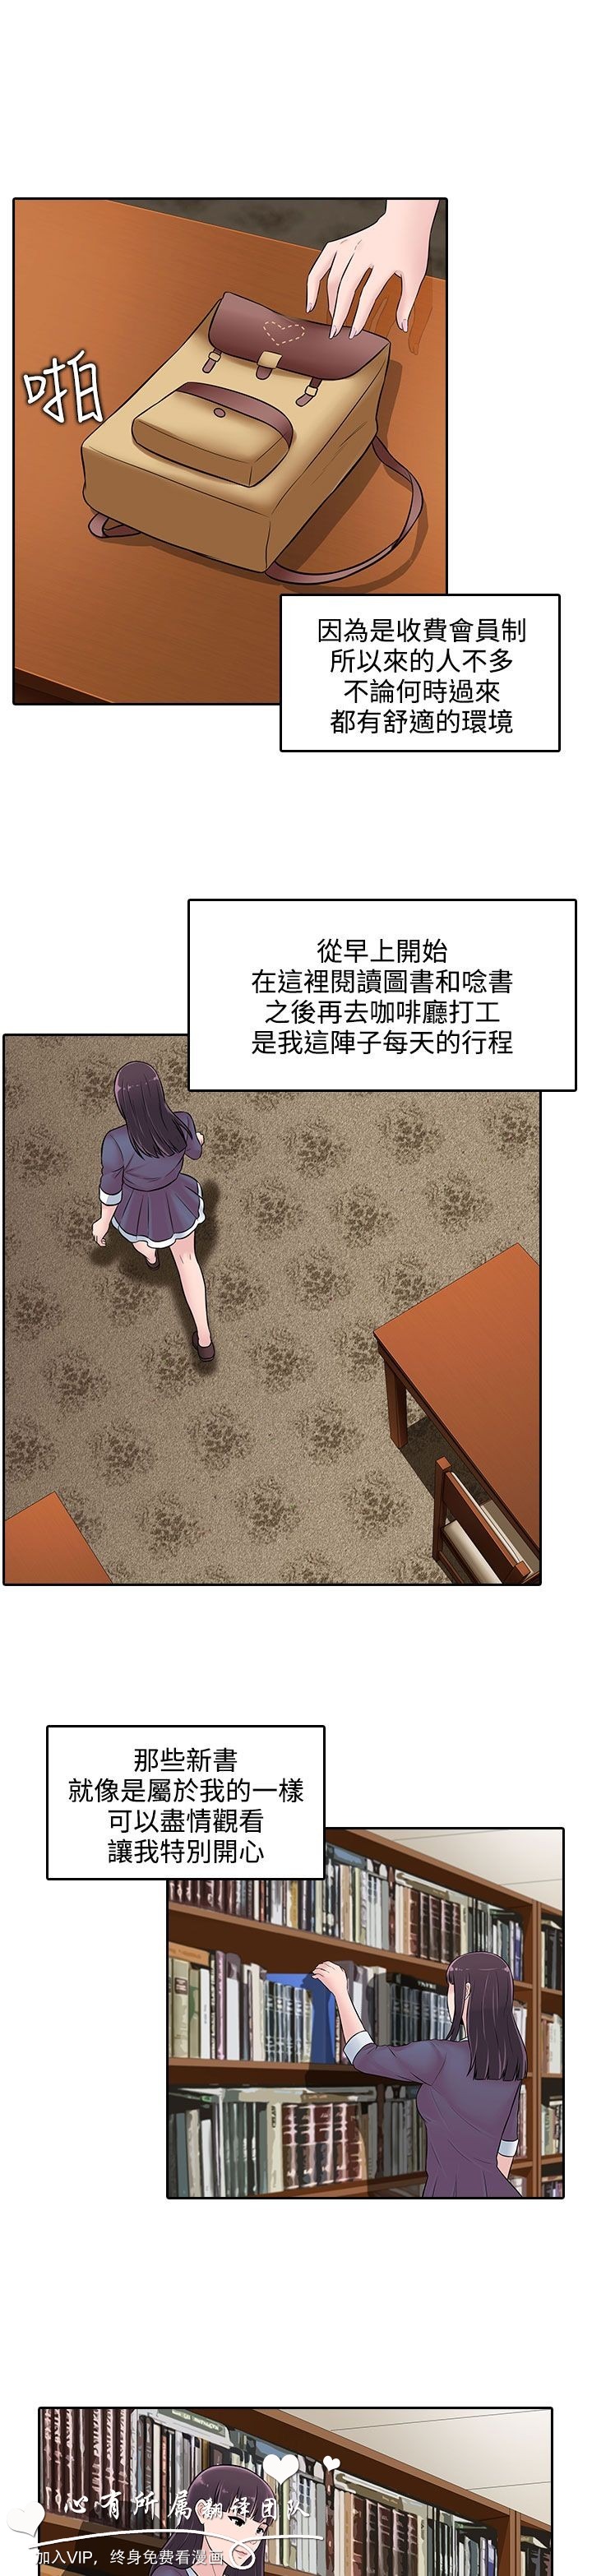 啪
因為是收費會員制
所以來的人不多
不論何時過來
都有舒適的環境
從早上開始
在這裡閱讀圖書和唸書
之後再去咖啡廳打工
是我這陣子每天的行程
那些新書
就像是屬於我的一樣
可以盡情觀看
讓我特別開心
心有所属翻译团队
加入VIP，终身免费看漫画